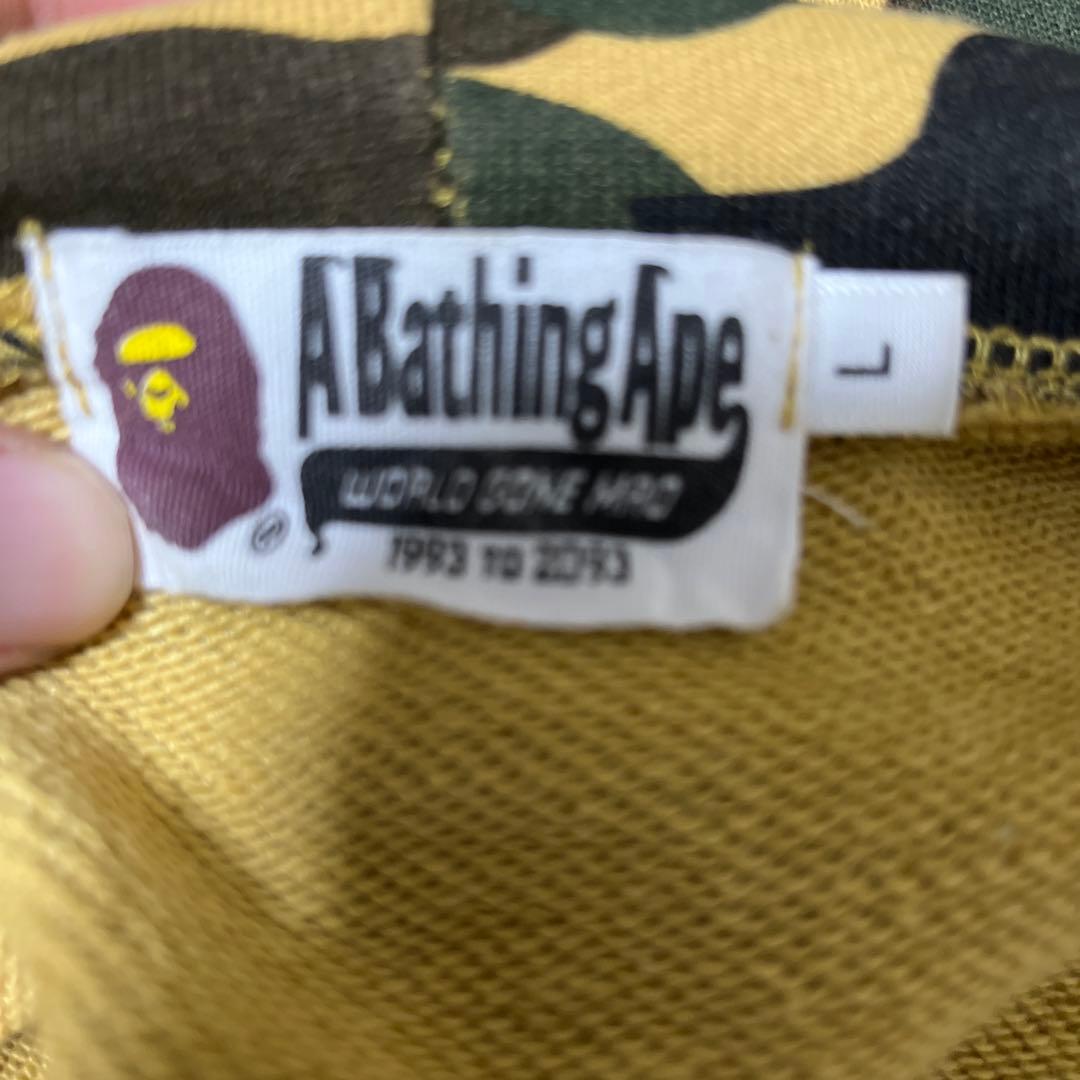 A Bathing Ape
®
WORLD GONE MAD
1993 TO 2093
L